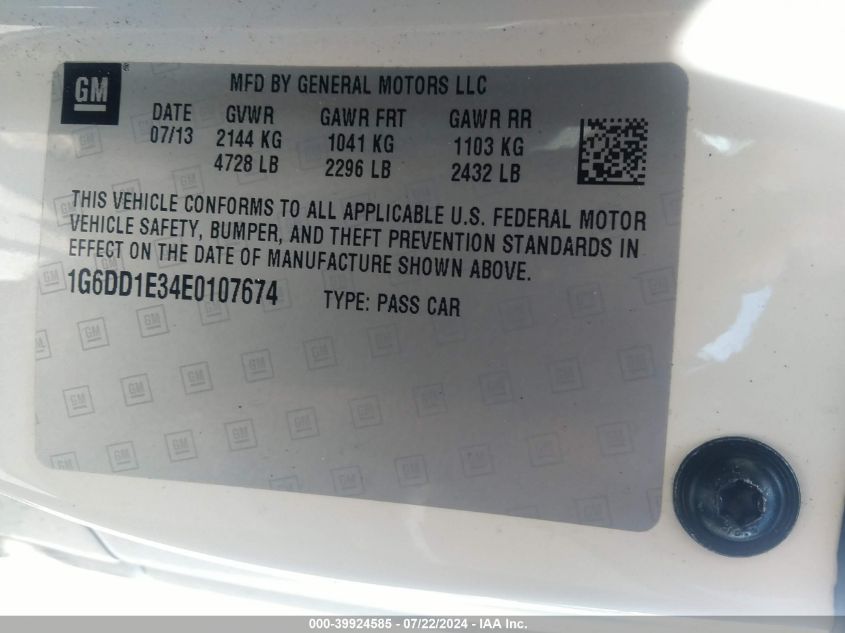 GM
MFD BY GENERAL MOTORS LLC
DATE GVWR GAWR FRT GAWR RR
07/13 2144 KG 1041 KG 1103 KG
4728 LB 2296 LB 2432 LB
THIS VEHICLE CONFORMS TO ALL APPLICABLE U.S. FEDERAL MOTOR
VEHICLE SAFETY, BUMPER, AND THEFT PREVENTION STANDARDS IN
EFFECT ON THE DATE OF MANUFACTURE SHOWN ABOVE.
1G6DD1E34E0107674 TYPE: PASS CAR
000-39924585 - 07/22/2024 - IAA Inc.